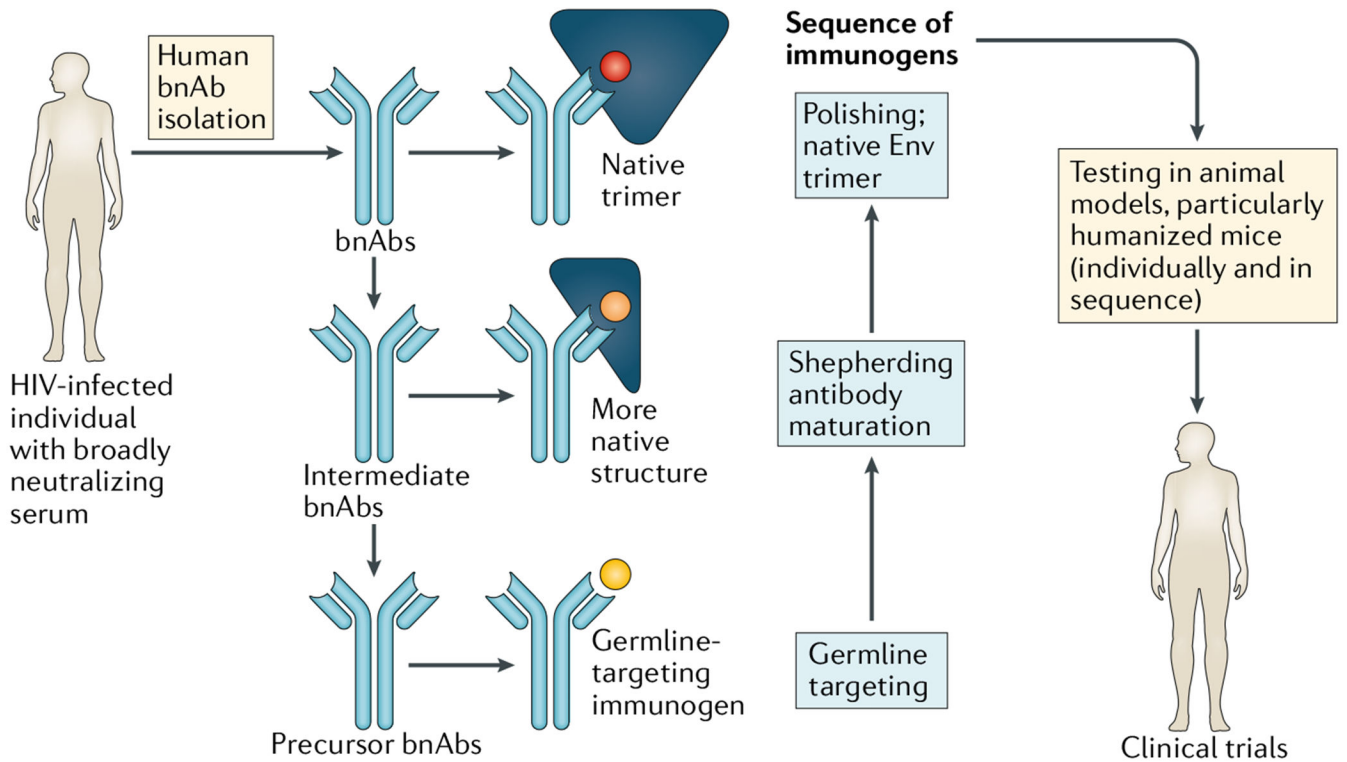 Human
bnAb
isolation
HIV-infected
individual
with broadly
neutralizing
serum
bnAbs
Native
trimer
Intermediate
bnAbs
More
native
structure
Precursor bnAbs
Germline-
targeting
immunogen
Sequence of
immunogens
Polishing;
native Env
trimer
Shepherding
antibody
maturation
Germline
targeting
Testing in animal
models, particularly
humanized mice
(individually and in
sequence)
Clinical trials